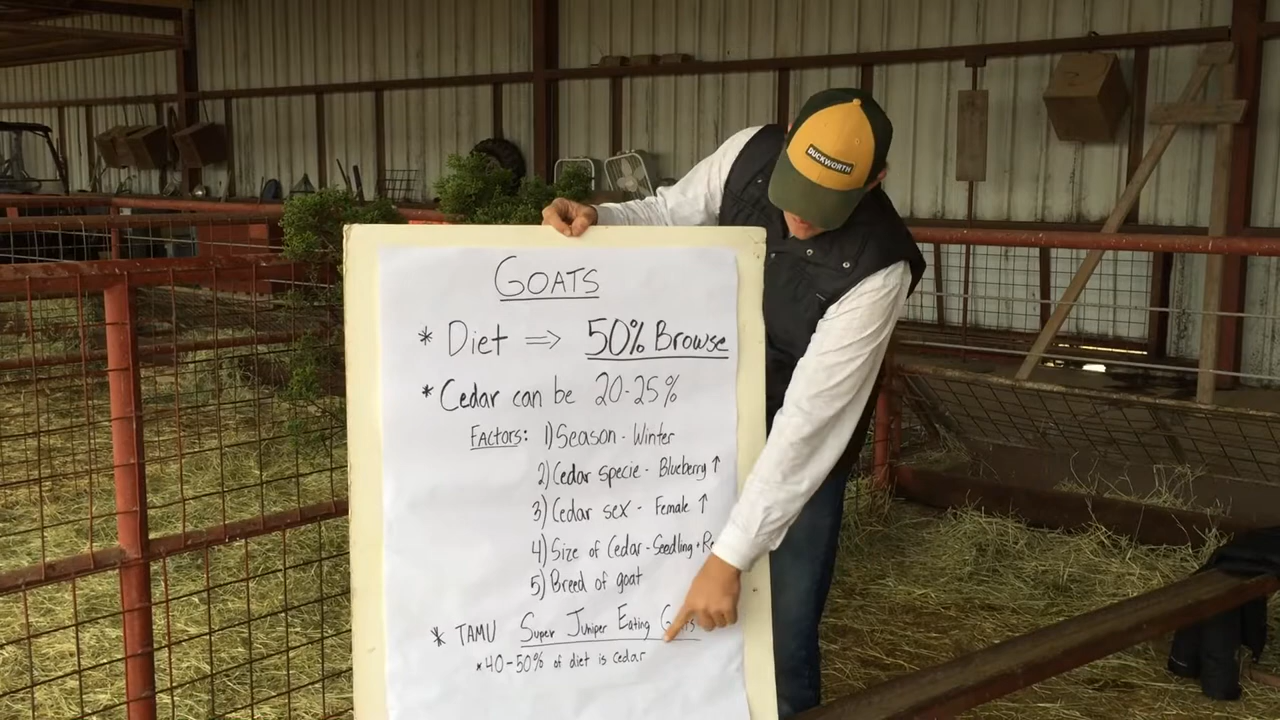 DUCKWORTH
GOATS
* Diet ⇒ 50% Browse
* Cedar can be 20-25%
FACTORS: 1) Season - Winter
2) Cedar specie - Blueberry ↑
3) Cedar sex - Female ↑
4) Size of Cedar - Seedling +
5) Breed of goat
* TAMU Super Juniper Eating
* 40-50% of diet is cedar